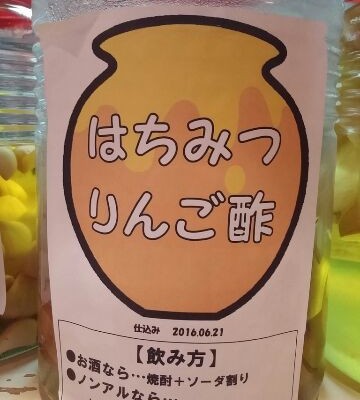 はちみつ
りんご酢
仕込み 2016.06.21
【飲み方】
●お酒なら…焼酎＋ソーダ割り
●ノンアルなら…